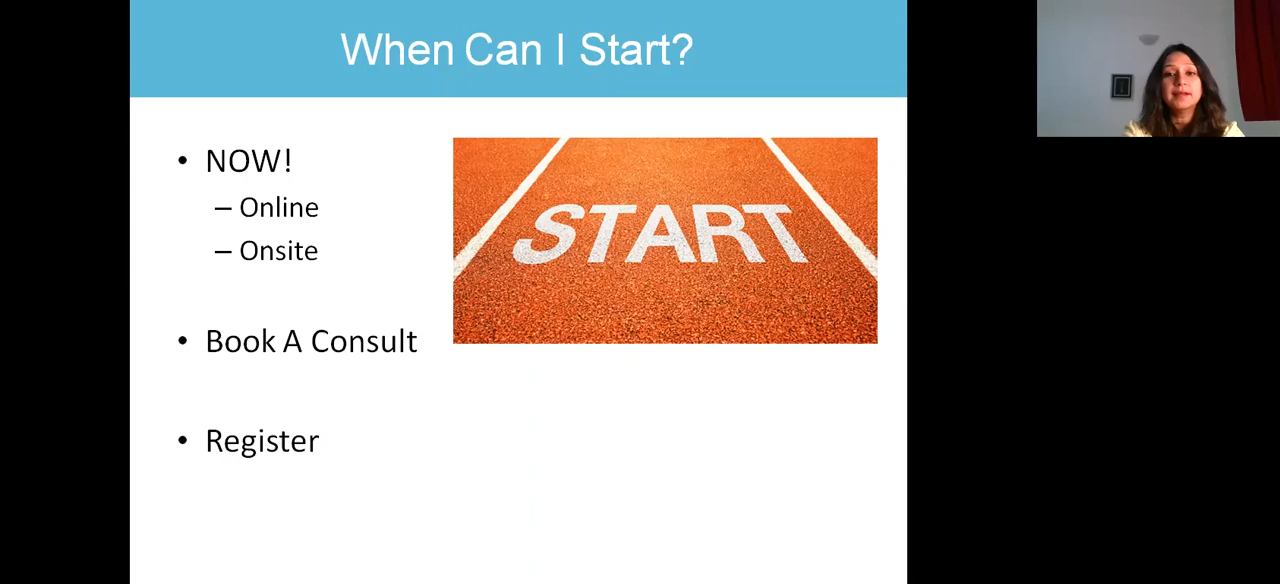 When Can I Start?
• NOW!
– Online
– Onsite
START
• Book A Consult
• Register